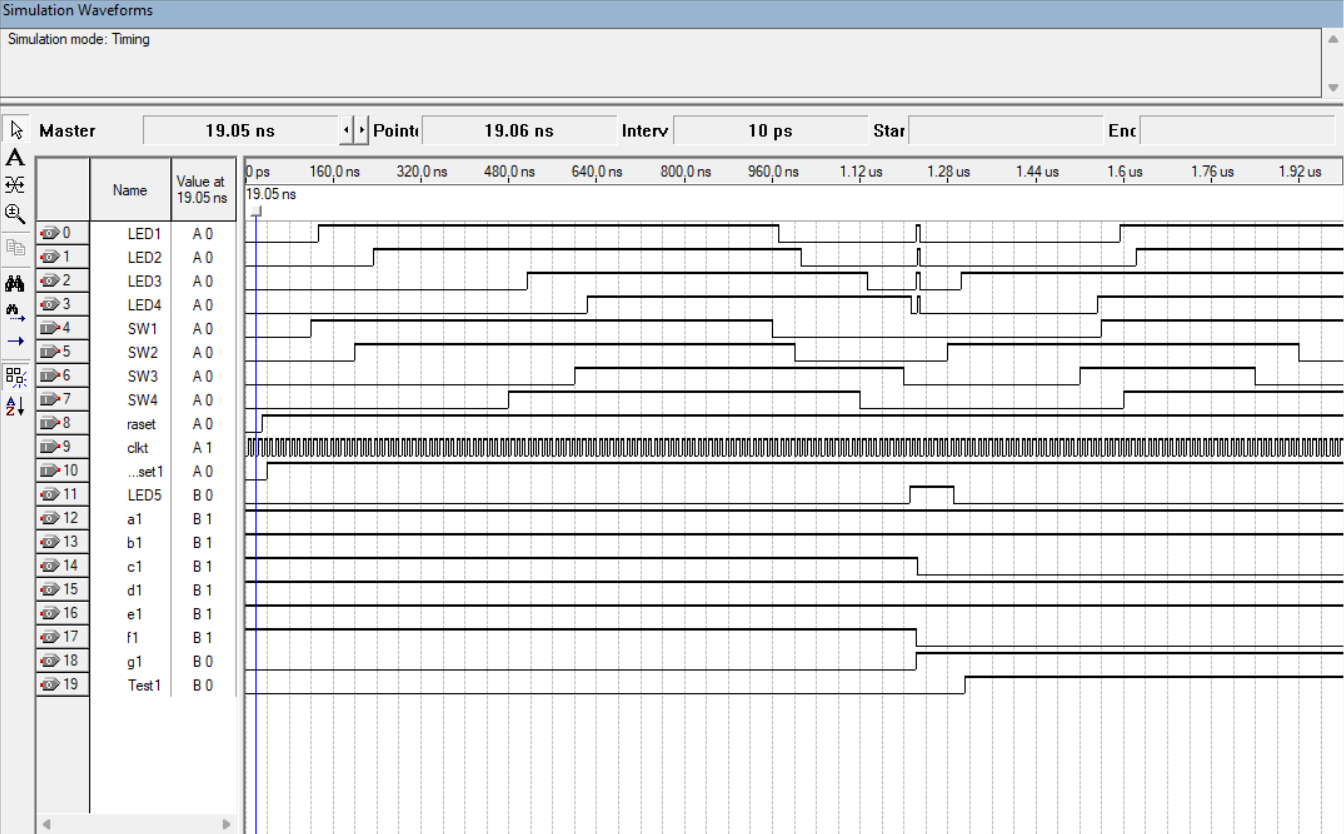 Simulation Waveforms
Simulation mode: Timing
Master 19.05 ns Pointe 19.06 ns Interv 10 ps Star Enc
Name Value at 19.05 ns 0 ps 160.0 ns 320.0 ns 480.0 ns 640.0 ns 800.0 ns 960.0 ns 1.12 us 1.28 us 1.44 us 1.6 us 1.76 us 1.92 us
19.05 ns
0 LED1 A 0
1 LED2 A 0
2 LED3 A 0
3 LED4 A 0
4 SW1 A 0
5 SW2 A 0
6 SW3 A 0
7 SW4 A 0
8 raset A 0
9 clkt A 1
10 ...set1 A 0
11 LED5 B 0
12 a1 B 1
13 b1 B 1
14 c1 B 1
15 d1 B 1
16 e1 B 1
17 f1 B 1
18 g1 B 0
19 Test1 B 0